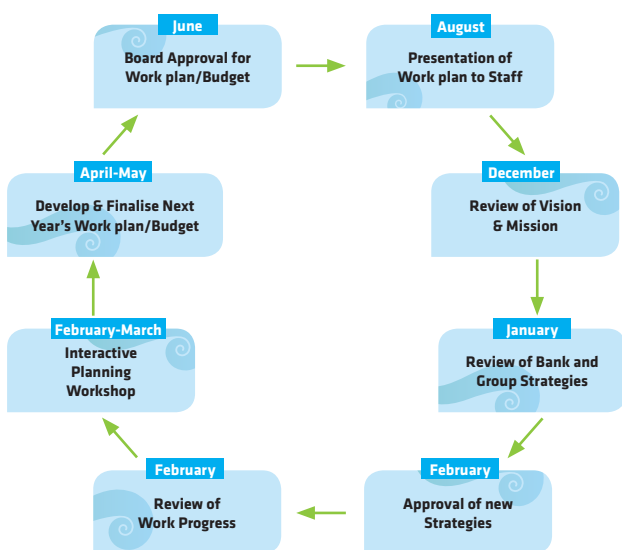 June
Board Approval for
Work plan/Budget
August
Presentation of
Work plan to Staff
December
Review of Vision
& Mission
January
Review of Bank and
Group Strategies
February
Approval of new
Strategies
February
Review of
Work Progress
February-March
Interactive
Planning
Workshop
April-May
Develop & Finalise Next
Year's Work plan/Budget